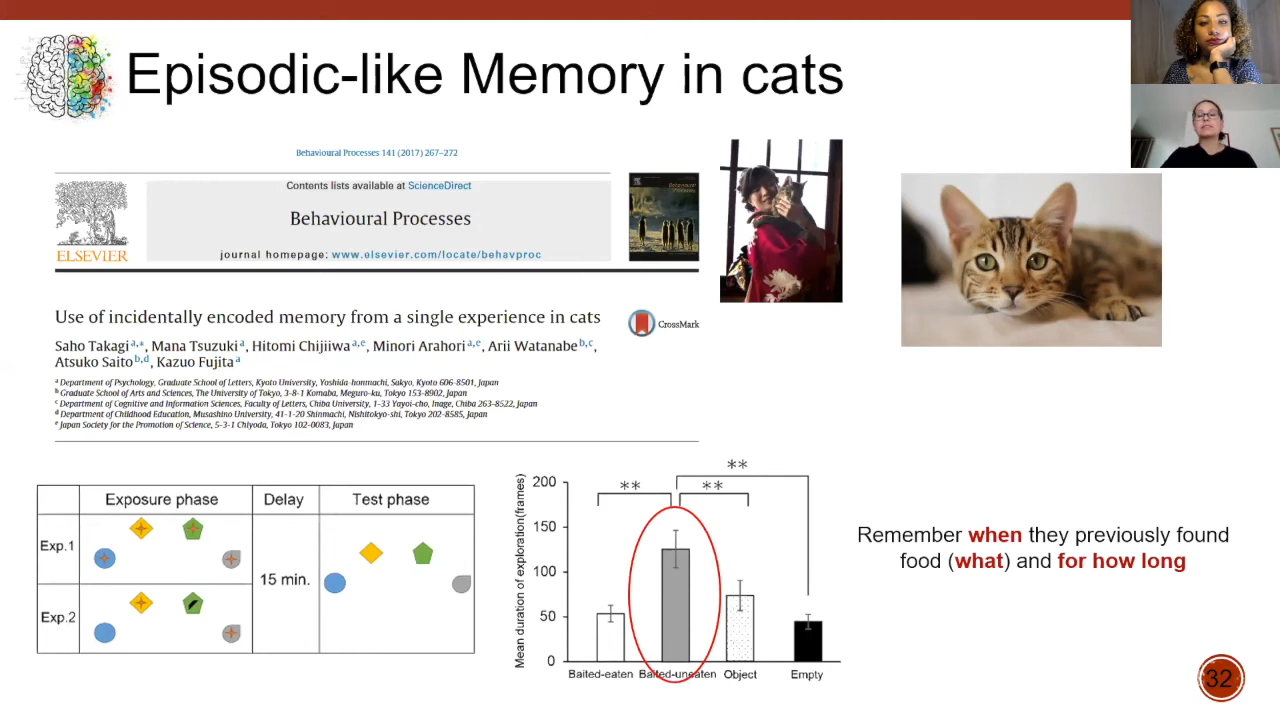 Episodic-like Memory in cats
Behavioural Processes 141 (2017) 267–272
Contents lists available at ScienceDirect
Behavioural Processes
journal homepage: www.elsevier.com/locate/behavproc
ELSEVIER
Use of incidentally encoded memory from a single experience in cats
CrossMark
Saho Takagi a,*, Mana Tsuzuki a, Hitomi Chijiiwa a,e, Minori Arahori a,e, Arii Watanabe b,c,
Atsuko Saito b,d, Kazuo Fujita a
a Department of Psychology, Graduate School of Letters, Kyoto University, Yoshida-honmachi, Sakyo, Kyoto 606-8501, Japan
b Graduate School of Arts and Sciences, The University of Tokyo, 3-8-1 Komaba, Meguro-ku, Tokyo 153-8902, Japan
c Department of Cognitive and Information Sciences, Faculty of Letters, Chiba University, 1-33 Yayoi-cho, Inage, Chiba 263-8522, Japan
d Department of Childhood Education, Musashino University, 41-1-20 Shinmachi, Nishitokyo-shi, Tokyo 202-8585, Japan
e Japan Society for the Promotion of Science, 5-3-1 Chiyoda, Tokyo 102-0083, Japan
Exposure phase Delay Test phase
Exp.1
15 min.
Exp.2
Mean duration of exploration(frames)
200
150
100
50
0
**
** **
Baited-eaten Baited-uneaten Object Empty
Remember when they previously found
food (what) and for how long
32